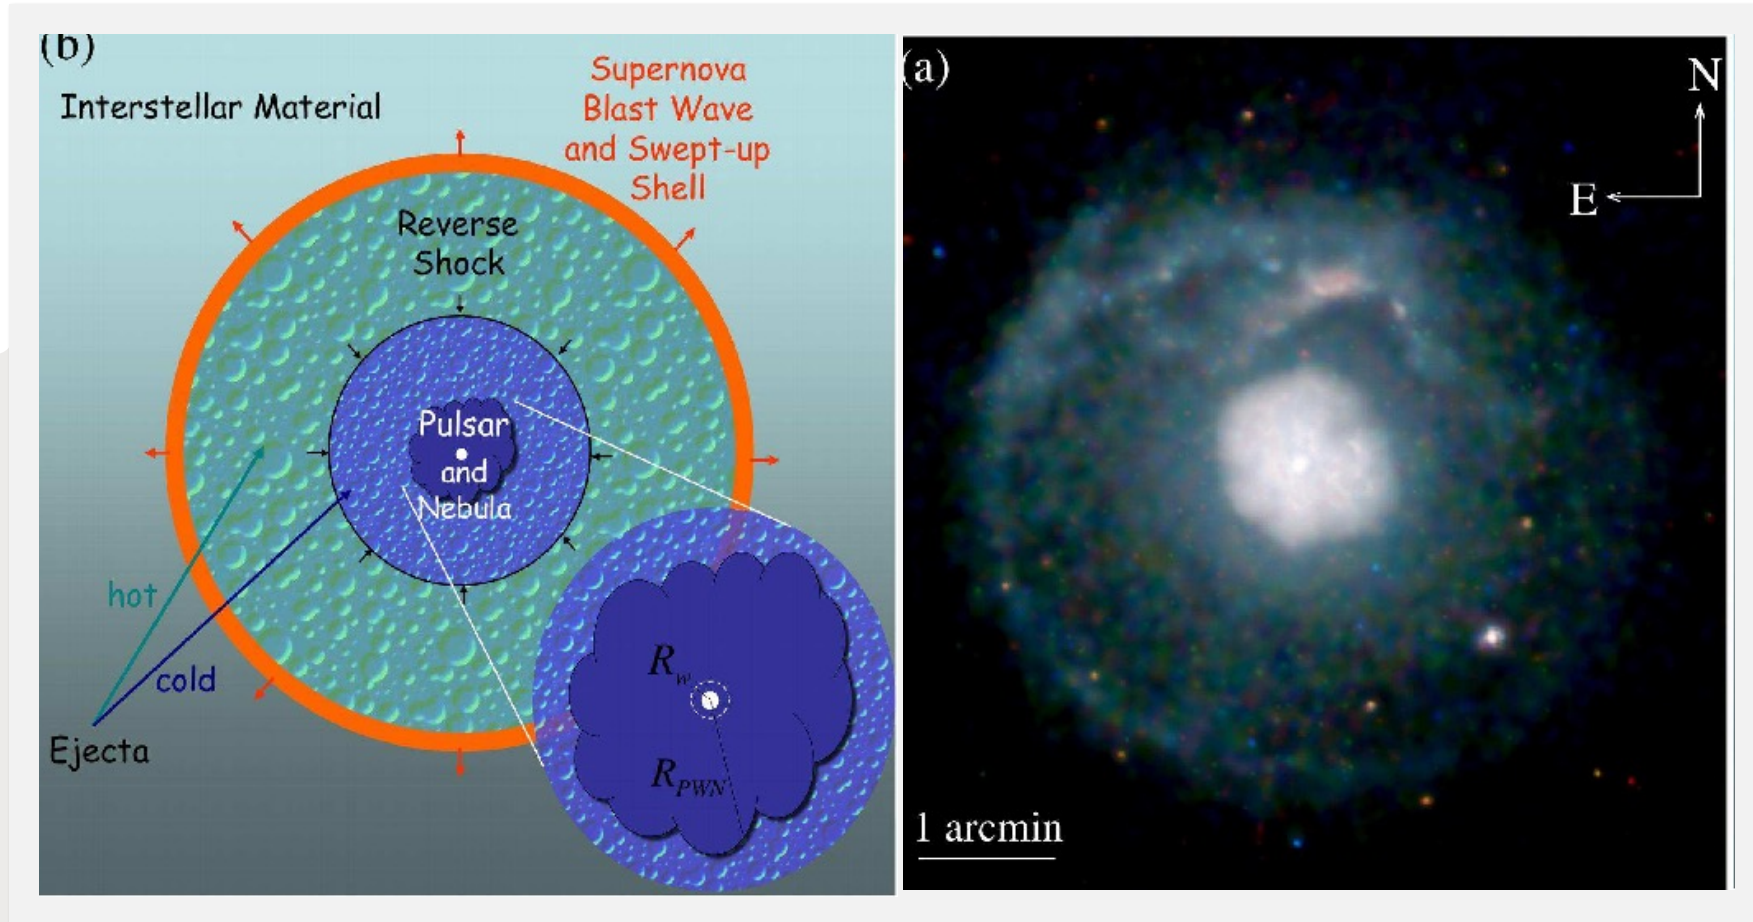 (b)
Interstellar Material
Supernova
Blast Wave
and Swept-up
Shell
Reverse
Shock
Pulsar
and
Nebula
hot
cold
Ejecta
R_w
R_PWN
(a)
N
E
1 arcmin